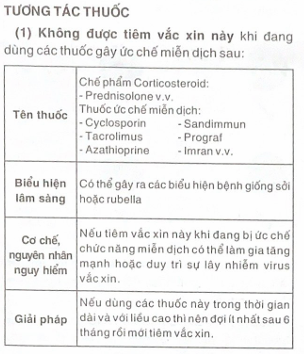 TƯƠNG TÁC THUỐC
(1) Không được tiêm vắc xin này khi đang
dùng các thuốc gây ức chế miễn dịch sau:
Tên thuốc
Chế phẩm Corticosteroid:
- Prednisolone v.v.
Thuốc ức chế miễn dịch:
- Cyclosporin - Sandimmun
- Tacrolimus - Prograf
- Azathioprine - Imran v.v.
Biểu hiện
lâm sàng
Có thể gây ra các biểu hiện bệnh giống sởi
hoặc rubella
Cơ chế,
nguyên nhân
nguy hiểm
Nếu tiêm vắc xin này khi đang bị ức chế
chức năng miễn dịch có thể làm gia tăng
mạnh hoặc duy trì sự lây nhiễm virus
vắc xin.
Giải pháp
Nếu dùng các thuốc này trong thời gian
dài và với liều cao thì nên đợi ít nhất sau 6
tháng rồi mới tiêm vắc xin.